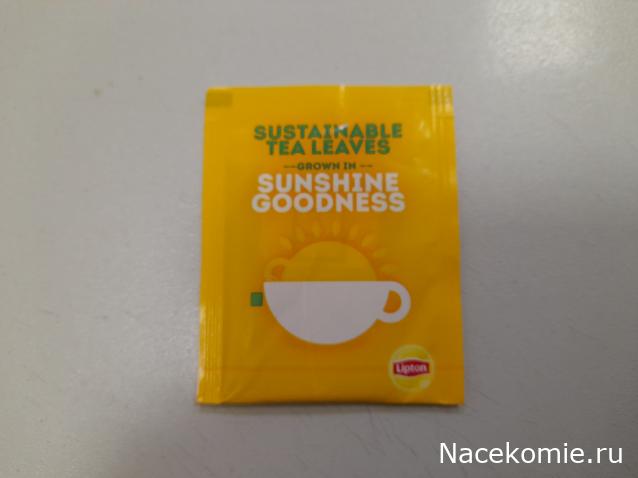 SUSTAINABLE
TEA LEAVES
GROWN IN
SUNSHINE
GOODNESS
Lipton
Nacekomie.ru